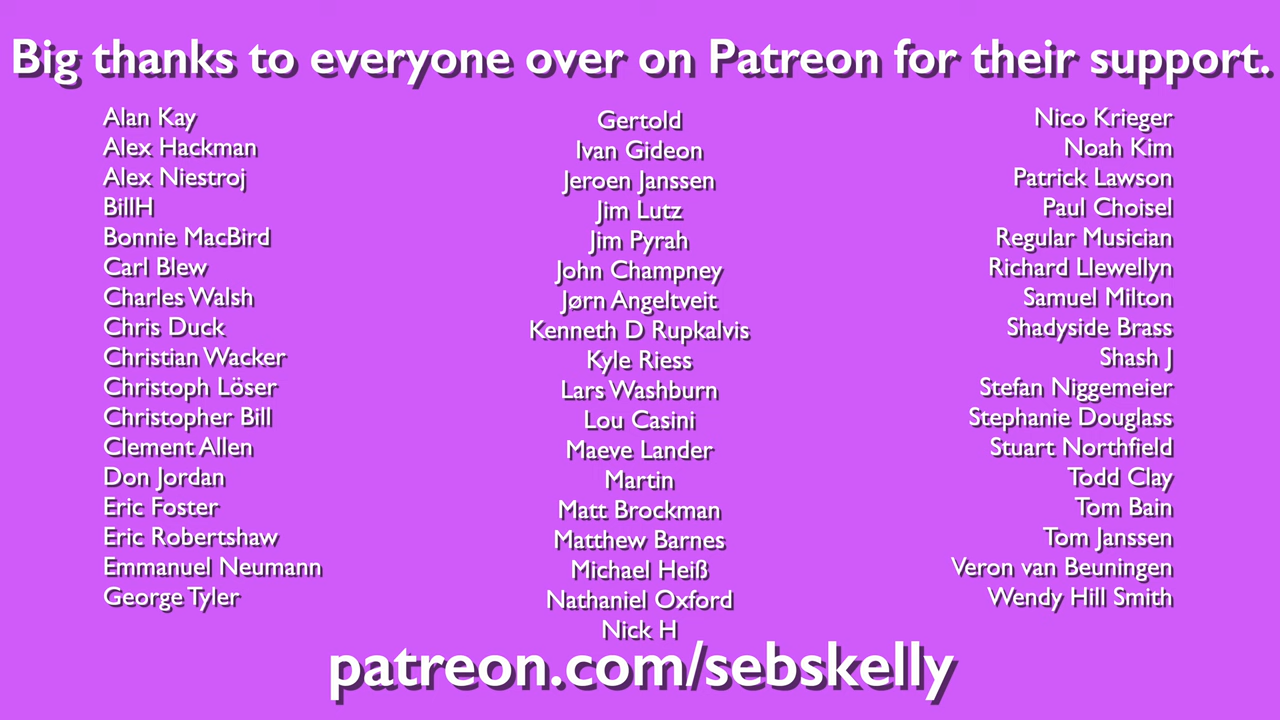 Big thanks to everyone over on Patreon for their support.
Alan Kay
Alex Hackman
Alex Niestroj
BillH
Bonnie MacBird
Carl Blew
Charles Walsh
Chris Duck
Christian Wacker
Christoph Löser
Christopher Bill
Clement Allen
Don Jordan
Eric Foster
Eric Robertshaw
Emmanuel Neumann
George Tyler
Gertold
Ivan Gideon
Jeroen Janssen
Jim Lutz
Jim Pyrah
John Champney
Jørn Angeltveit
Kenneth D Rupkalvis
Kyle Riess
Lars Washburn
Lou Casini
Maeve Lander
Martin
Matt Brockman
Matthew Barnes
Michael Heiß
Nathaniel Oxford
Nick H
Nico Krieger
Noah Kim
Patrick Lawson
Paul Choisel
Regular Musician
Richard Llewellyn
Samuel Milton
Shadyside Brass
Shash J
Stefan Niggemeier
Stephanie Douglass
Stuart Northfield
Todd Clay
Tom Bain
Tom Janssen
Veron van Beuningen
Wendy Hill Smith
patreon.com/sebskelly